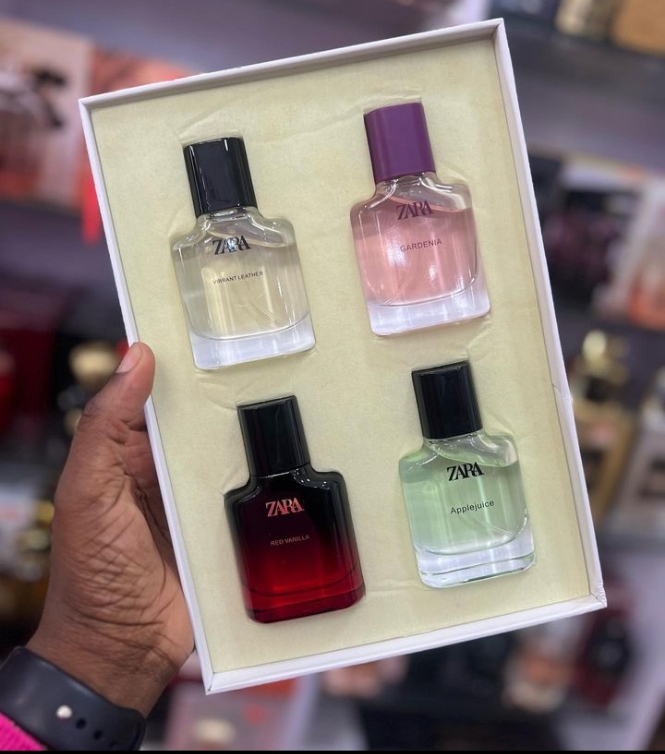 ZARA
VIBRANT LEATHER
ZARA
GARDENIA
ZARA
RED VANILLA
ZARA
Applejuice